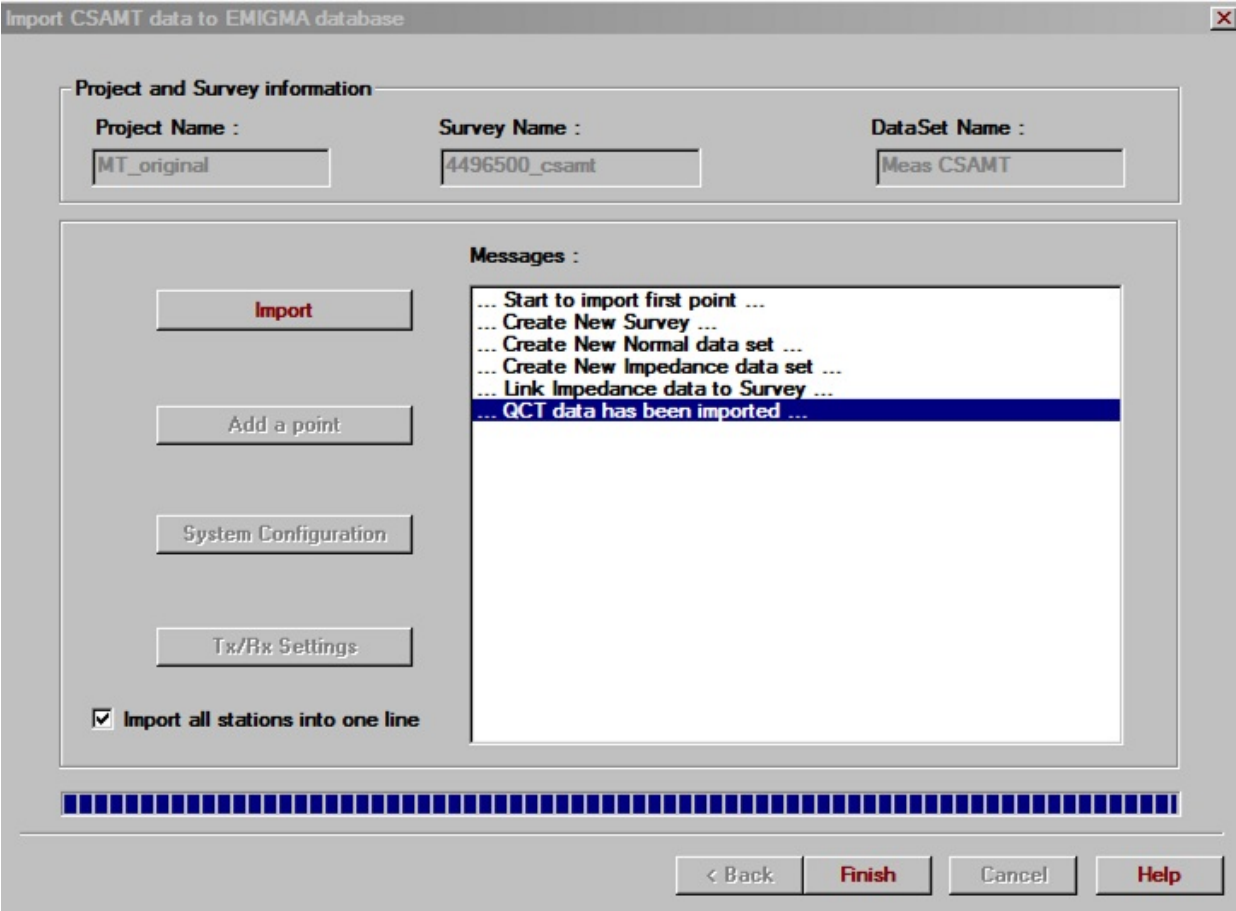 Import CSAMT data to EMIGMA database
Project and Survey information
Project Name :
Survey Name :
DataSet Name :
MT_original
4496500_csamt
Meas CSAMT
Messages :
Import
Add a point
System Configuration
Tx/Rx Settings
Import all stations into one line
... Start to import first point ...
... Create New Survey ...
... Create New Normal data set ...
... Create New Impedance data set ...
... Link Impedance data to Survey ...
... QCT data has been imported ...
< Back
Finish
Cancel
Help